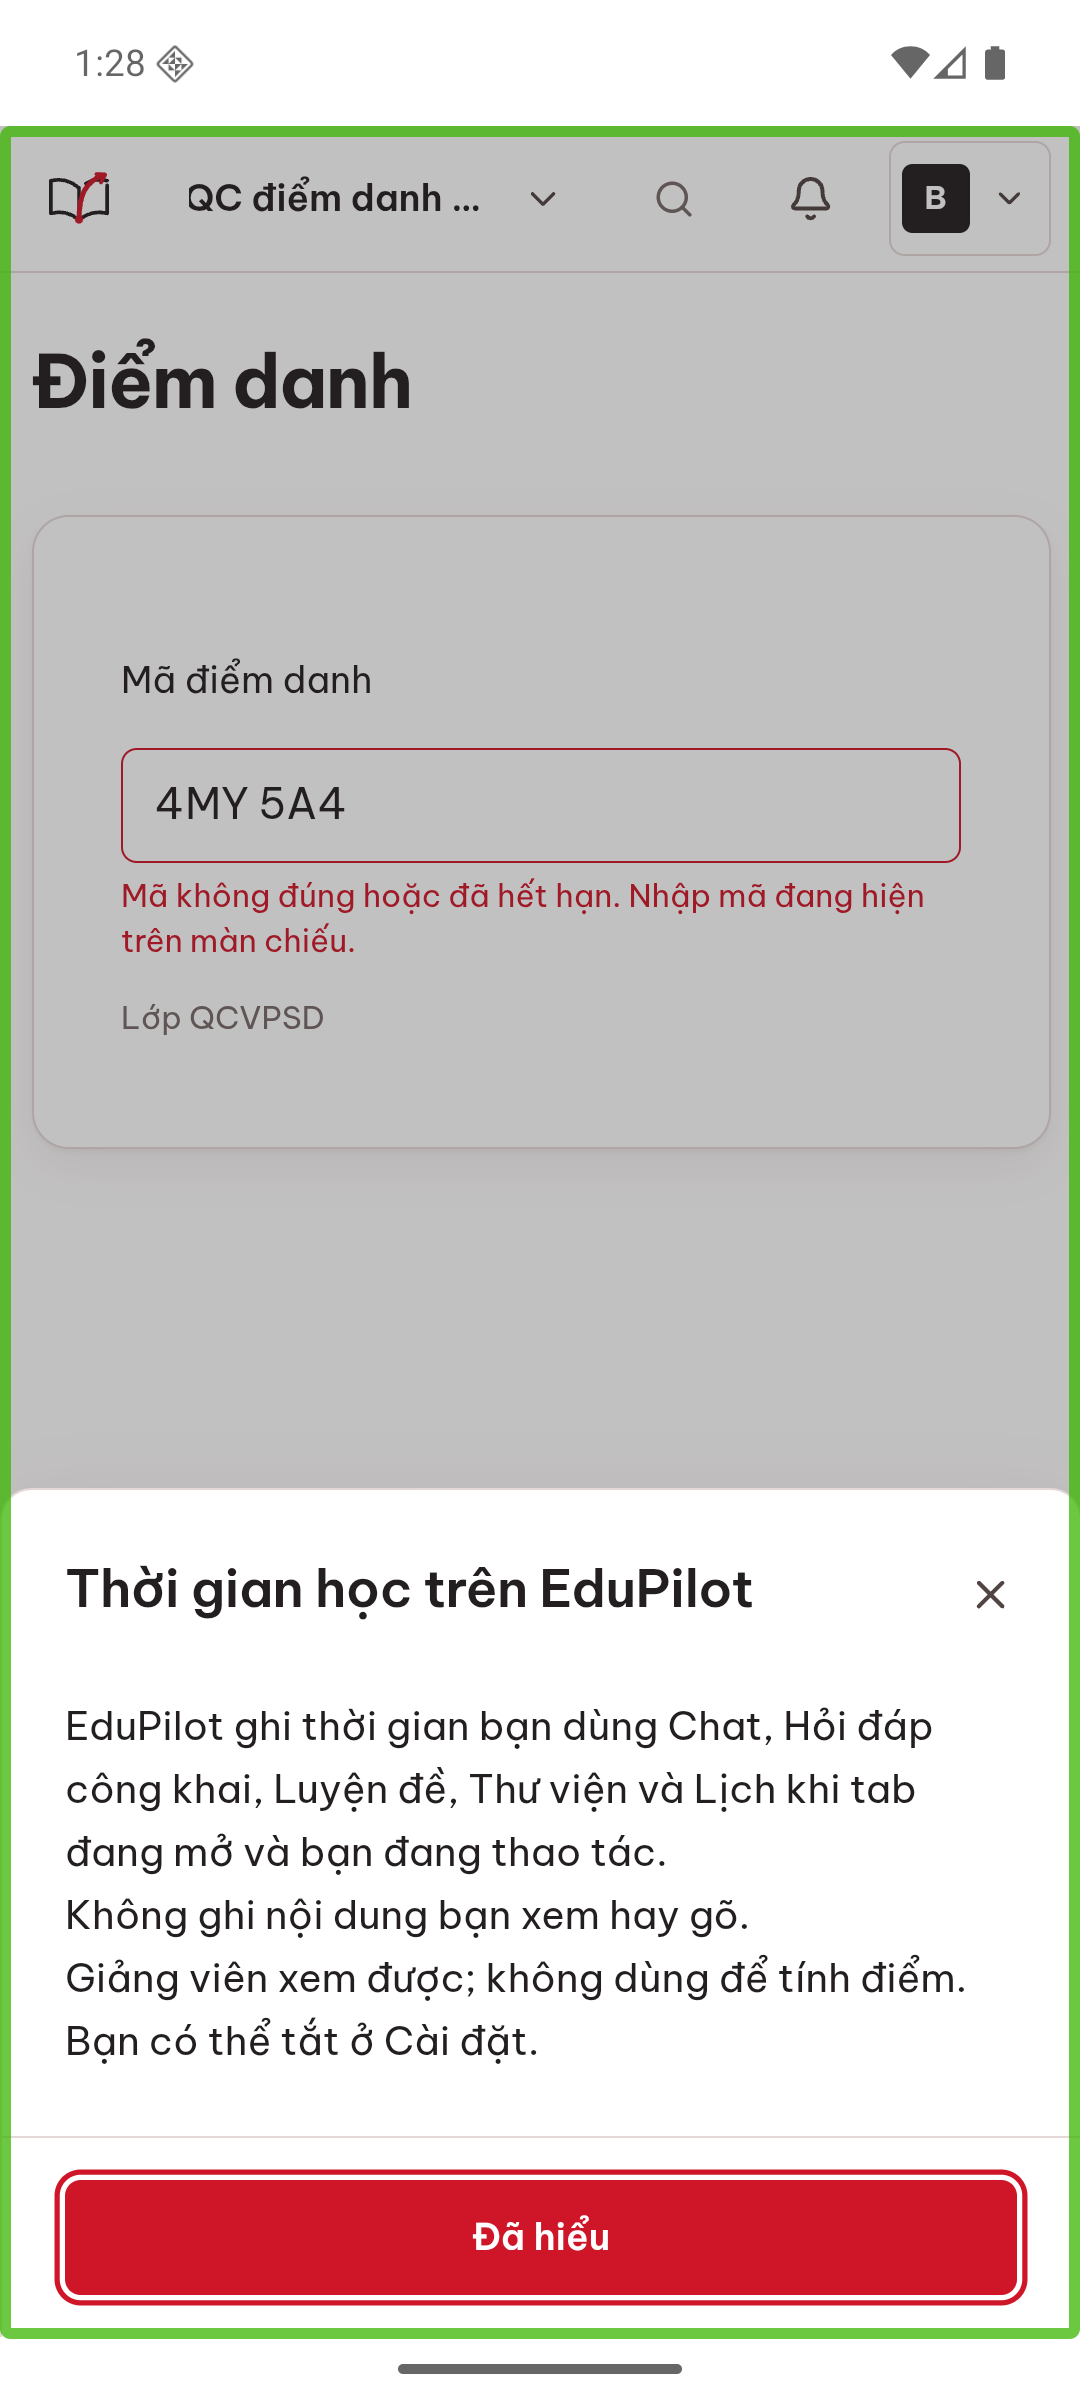 1:28
QC điểm danh ...
B
Điểm danh
Mã điểm danh
4MY 5A4
Mã không đúng hoặc đã hết hạn. Nhập mã đang hiện
trên màn chiếu.
Lớp QCVPSD
Thời gian học trên EduPilot
EduPilot ghi thời gian bạn dùng Chat, Hỏi đáp
công khai, Luyện đề, Thư viện và Lịch khi tab
đang mở và bạn đang thao tác.
Không ghi nội dung bạn xem hay gõ.
Giảng viên xem được; không dùng để tính điểm.
Bạn có thể tắt ở Cài đặt.
Đã hiểu